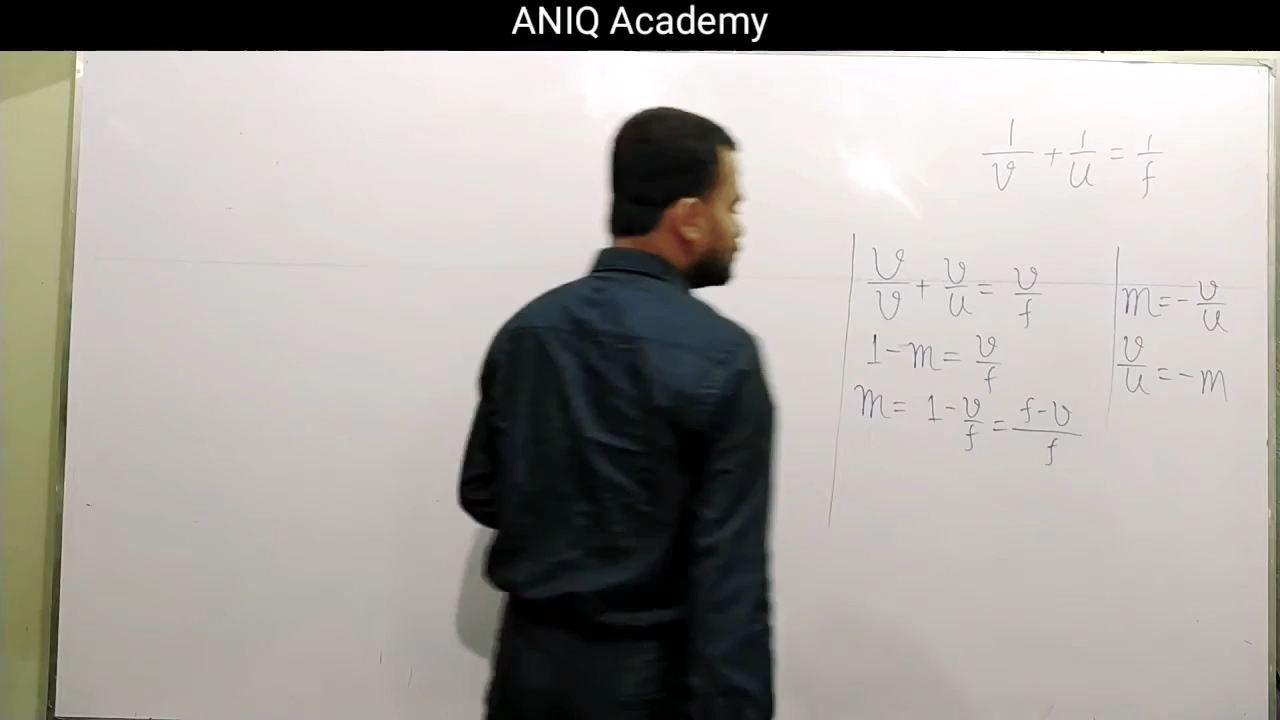 ANIQ Academy
1/v + 1/u = 1/f
v/v + v/u = v/f
1 - m = v/f
m = 1 - v/f = f - v/f
m = - v/u
v/u = - m